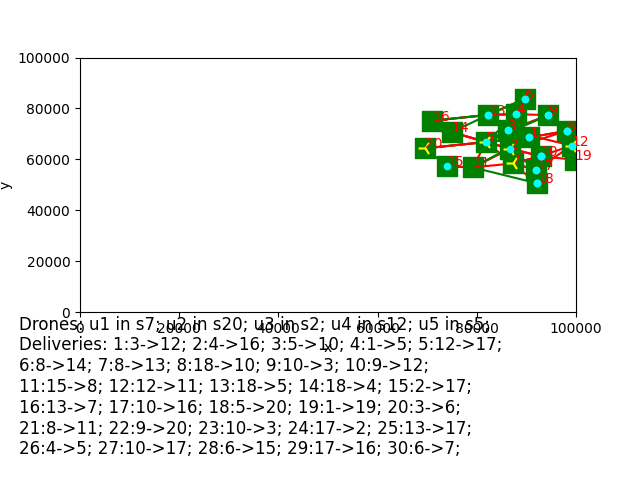 100000
80000
60000
40000
20000
0
y
0 20000 40000 60000 80000 100000
x
6
14
10
12
19
8
Drones: u1 in s7; u2 in s20; u3 in s2; u4 in s12; u5 in s5;
Deliveries: 1:3->12; 2:4->16; 3:5->10; 4:1->5; 5:12->17;
6:8->14; 7:8->13; 8:18->10; 9:10->3; 10:9->12;
11:15->8; 12:12->11; 13:18->5; 14:18->4; 15:2->17;
16:13->7; 17:10->16; 18:5->20; 19:1->19; 20:3->6;
21:8->11; 22:9->20; 23:10->3; 24:17->2; 25:13->17;
26:4->5; 27:10->17; 28:6->15; 29:17->16; 30:6->7;